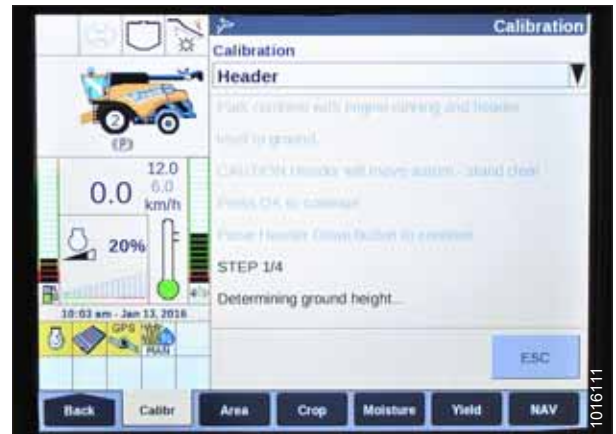 Calibration
Calibration
Header
Park combine with engine running and header
level to ground.
CAUTION Header will move autom.- stand clear
Press OK to continue
Press Header Down Button to continue
STEP 1/4
Determining ground height...
ESC
2
(P)
12.0
0.0 6.0
km/h
20%
10:03 am - Jan 13, 2016
GPS
MAN
Back Calibr Area Crop Moisture Yield NAV
1016111